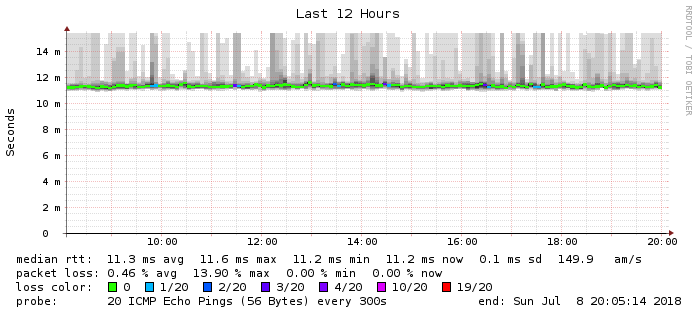 Last 12 Hours
RRDTOOL / TOBI OETIKER
Seconds
14 m
12 m
10 m
8 m
6 m
4 m
2 m
0
10:00 12:00 14:00 16:00 18:00 20:00
median rtt: 11.3 ms avg 11.6 ms max 11.2 ms min 11.2 ms now 0.1 ms sd 149.9 am/s
packet loss: 0.46 % avg 13.90 % max 0.00 % min 0.00 % now
loss color: 0 1/20 2/20 3/20 4/20 10/20 19/20
probe: 20 ICMP Echo Pings (56 Bytes) every 300s end: Sun Jul 8 20:05:14 2018